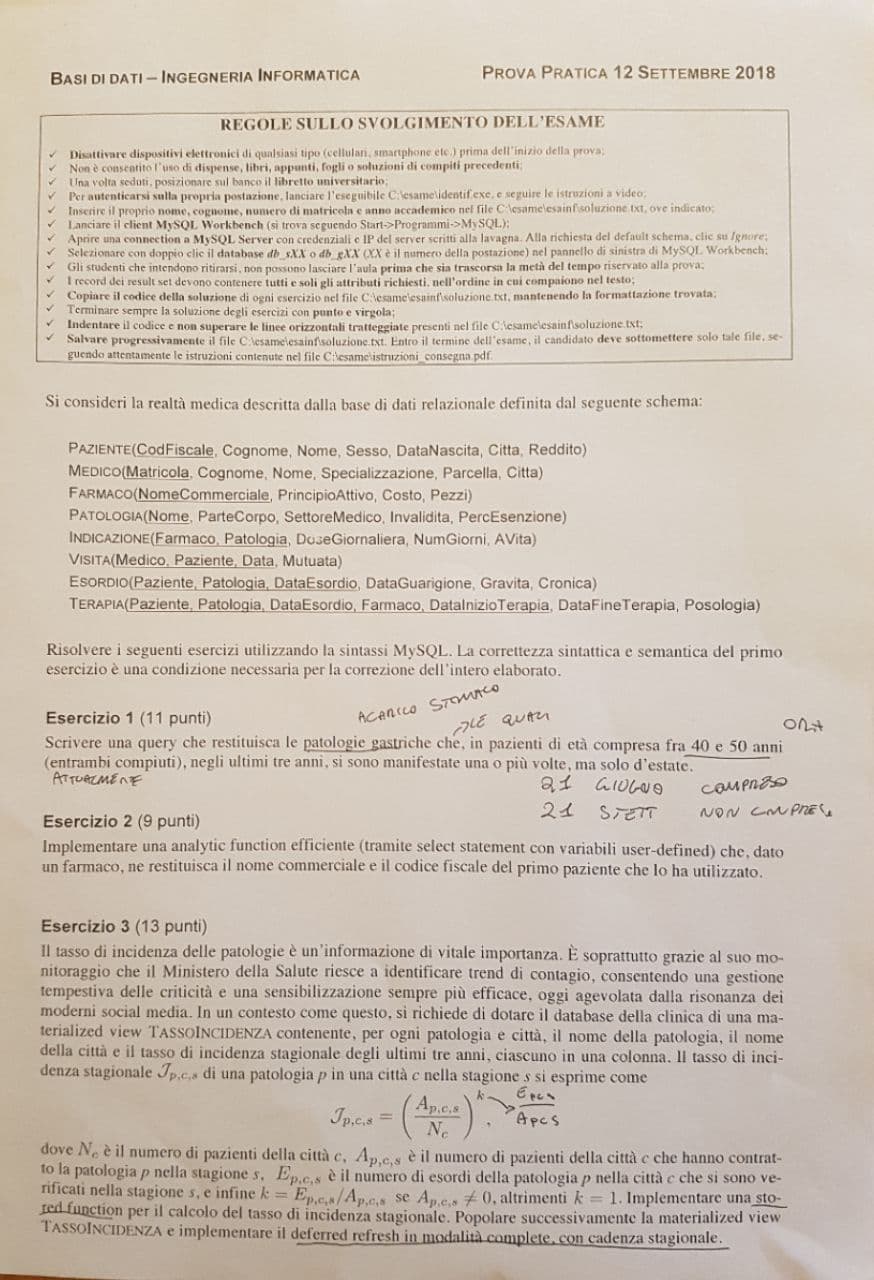 BASI DI DATI – INGEGNERIA INFORMATICA PROVA PRATICA 12 SETTEMBRE 2018
REGOLE SULLO SVOLGIMENTO DELL'ESAME
✓ Disattivare dispositivi elettronici di qualsiasi tipo (cellulari, smartphone etc.) prima dell'inizio della prova;
✓ Non è consentito l'uso di dispense, libri, appunti, fogli o soluzioni di compiti precedenti;
✓ Una volta seduti, posizionare sul banco il libretto universitario;
✓ Per autenticarsi sulla propria postazione, lanciare l'eseguibile C:\esame\identif.exe, e seguire le istruzioni a video;
✓ Inserire il proprio nome, cognome, numero di matricola e anno accademico nel file C:\esame\esainf\soluzione.txt, ove indicato;
✓ Lanciare il client MySQL Workbench (si trova seguendo Start->Programmi->MySQL);
✓ Aprire una connection a MySQL Server con credenziali e IP del server scritti alla lavagna. Alla richiesta del default schema, clic su Ignore;
✓ Selezionare con doppio clic il database db_sXX o db_gXX (XX è il numero della postazione) nel pannello di sinistra di MySQL Workbench;
✓ Gli studenti che intendono ritirarsi, non possono lasciare l'aula prima che sia trascorsa la metà del tempo riservato alla prova;
✓ I record dei result set devono contenere tutti e soli gli attributi richiesti, nell'ordine in cui compaiono nel testo;
✓ Copiare il codice della soluzione di ogni esercizio nel file C:\esame\esainf\soluzione.txt, mantenendo la formattazione trovata;
✓ Terminare sempre la soluzione degli esercizi con punto e virgola;
✓ Indentare il codice e non superare le linee orizzontali tratteggiate presenti nel file C:\esame\esainf\soluzione.txt;
✓ Salvare progressivamente il file C:\esame\esainf\soluzione.txt. Entro il termine dell'esame, il candidato deve sottomettere solo tale file, se-
guendo attentamente le istruzioni contenute nel file C:\esame\istruzioni_consegna.pdf.
Si consideri la realtà medica descritta dalla base di dati relazionale definita dal seguente schema:
PAZIENTE(CodFiscale, Cognome, Nome, Sesso, DataNascita, Citta, Reddito)
MEDICO(Matricola, Cognome, Nome, Specializzazione, Parcella, Citta)
FARMACO(NomeCommerciale, PrincipioAttivo, Costo, Pezzi)
PATOLOGIA(Nome, ParteCorpo, SettoreMedico, Invalidita, PercEsenzione)
INDICAZIONE(Farmaco, Patologia, DoseGiornaliera, NumGiorni, AVita)
VISITA(Medico, Paziente, Data, Mutuata)
ESORDIO(Paziente, Patologia, DataEsordio, DataGuarigione, Gravita, Cronica)
TERAPIA(Paziente, Patologia, DataEsordio, Farmaco, DataInizioTerapia, DataFineTerapia, Posologia)
Risolvere i seguenti esercizi utilizzando la sintassi MySQL. La correttezza sintattica e semantica del primo
esercizio è una condizione necessaria per la correzione dell'intero elaborato.
Esercizio 1 (11 punti)
ACARICO STOMACO
LE QUALI
ORA
Scrivere una query che restituisca le patologie gastriche che, in pazienti di età compresa fra 40 e 50 anni
(entrambi compiuti), negli ultimi tre anni, si sono manifestate una o più volte, ma solo d'estate.
ATTUALMENTE
21 GIUGNO COMPRESO
21 SETT NON COMPRESO
Esercizio 2 (9 punti)
Implementare una analytic function efficiente (tramite select statement con variabili user-defined) che, dato
un farmaco, ne restituisca il nome commerciale e il codice fiscale del primo paziente che lo ha utilizzato.
Esercizio 3 (13 punti)
Il tasso di incidenza delle patologie è un'informazione di vitale importanza. È soprattutto grazie al suo mo-
nitoraggio che il Ministero della Salute riesce a identificare trend di contagio, consentendo una gestione
tempestiva delle criticità e una sensibilizzazione sempre più efficace, oggi agevolata dalla risonanza dei
moderni social media. In un contesto come questo, si richiede di dotare il database della clinica di una ma-
terialized view TASSOINCIDENZA contenente, per ogni patologia e città, il nome della patologia, il nome
della città e il tasso di incidenza stagionale degli ultimi tre anni, ciascuno in una colonna. Il tasso di inci-
denza stagionale 𝒥p,c,s di una patologia p in una città c nella stagione s si esprime come
𝒥p,c,s = (Ap,c,s / Nc)^k , Epcs / Apcs
dove Nc è il numero di pazienti della città c, Ap,c,s è il numero di pazienti della città c che hanno contrat-
to la patologia p nella stagione s, Ep,c,s è il numero di esordi della patologia p nella città c che si sono ve-
rificati nella stagione s, e infine k = Ep,c,s/Ap,c,s se Ap,c,s ≠ 0, altrimenti k = 1. Implementare una sto-
red function per il calcolo del tasso di incidenza stagionale. Popolare successivamente la materialized view
TASSOINCIDENZA e implementare il deferred refresh in modalità complete, con cadenza stagionale.